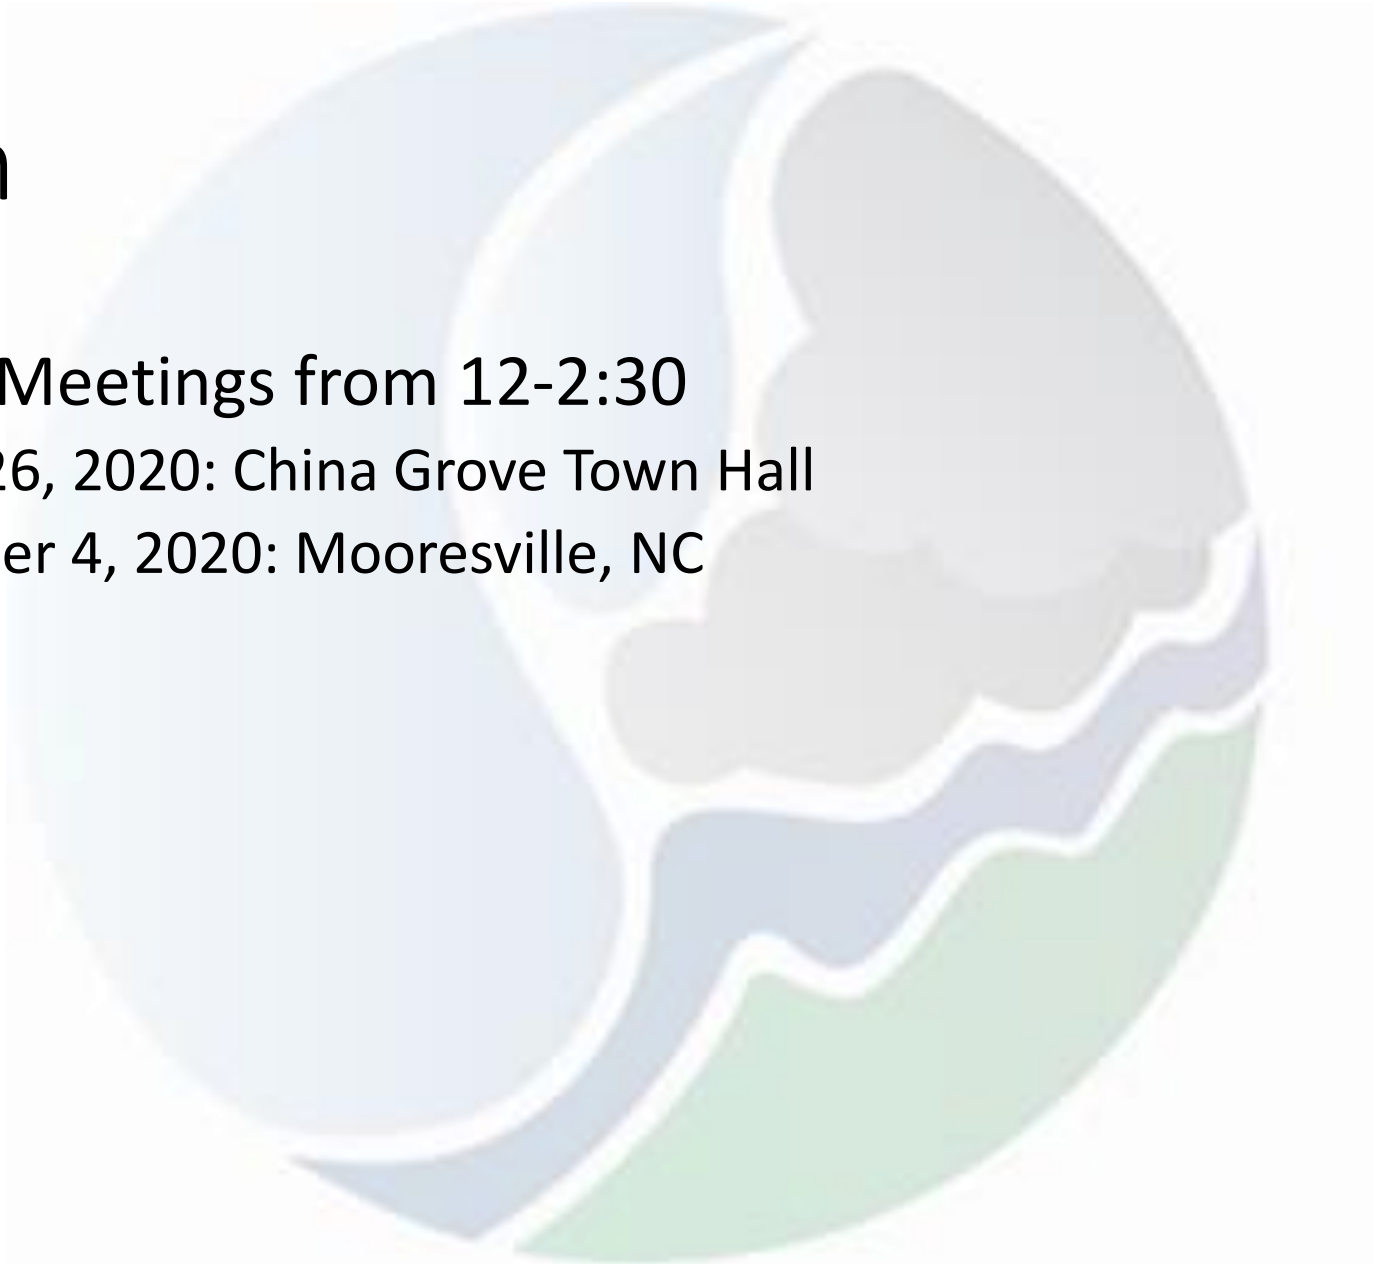 n
Meetings from 12-2:30
26, 2020: China Grove Town Hall
er 4, 2020: Mooresville, NC